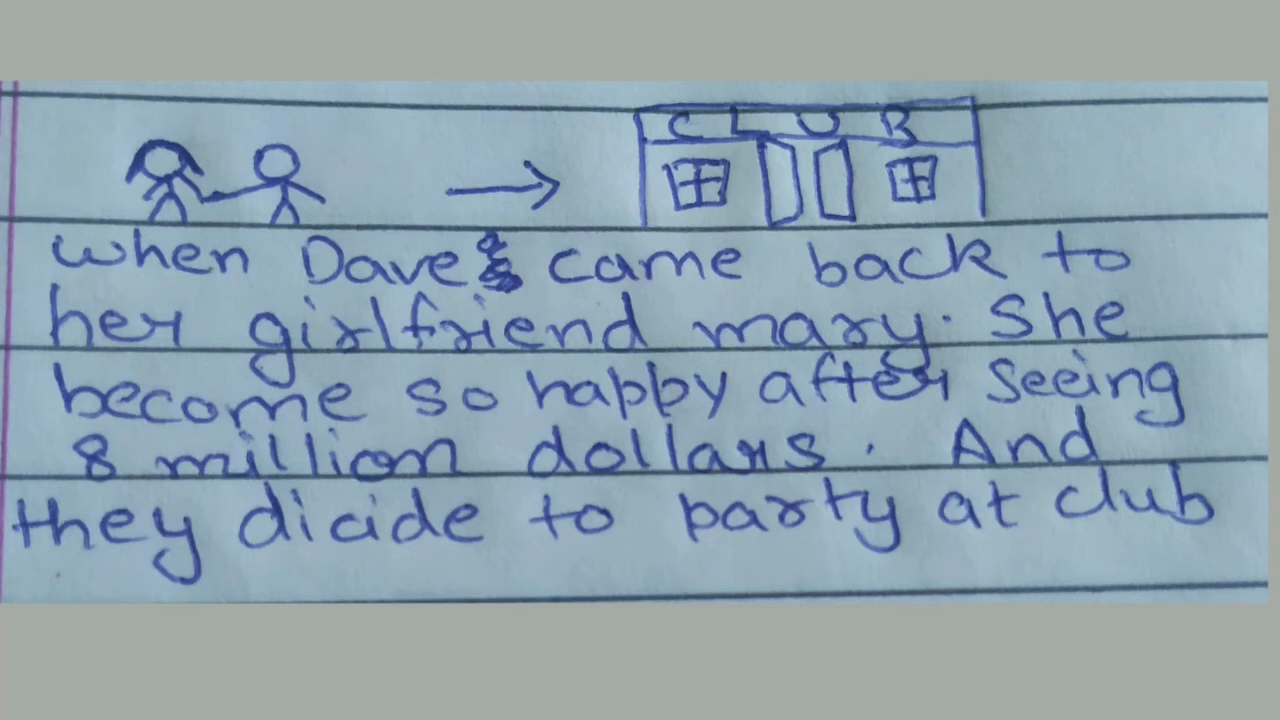 CLUB
when Dave came back to
her girlfriend mary. She
become so happy after seeing
8 million dollars. And
they dicide to party at club